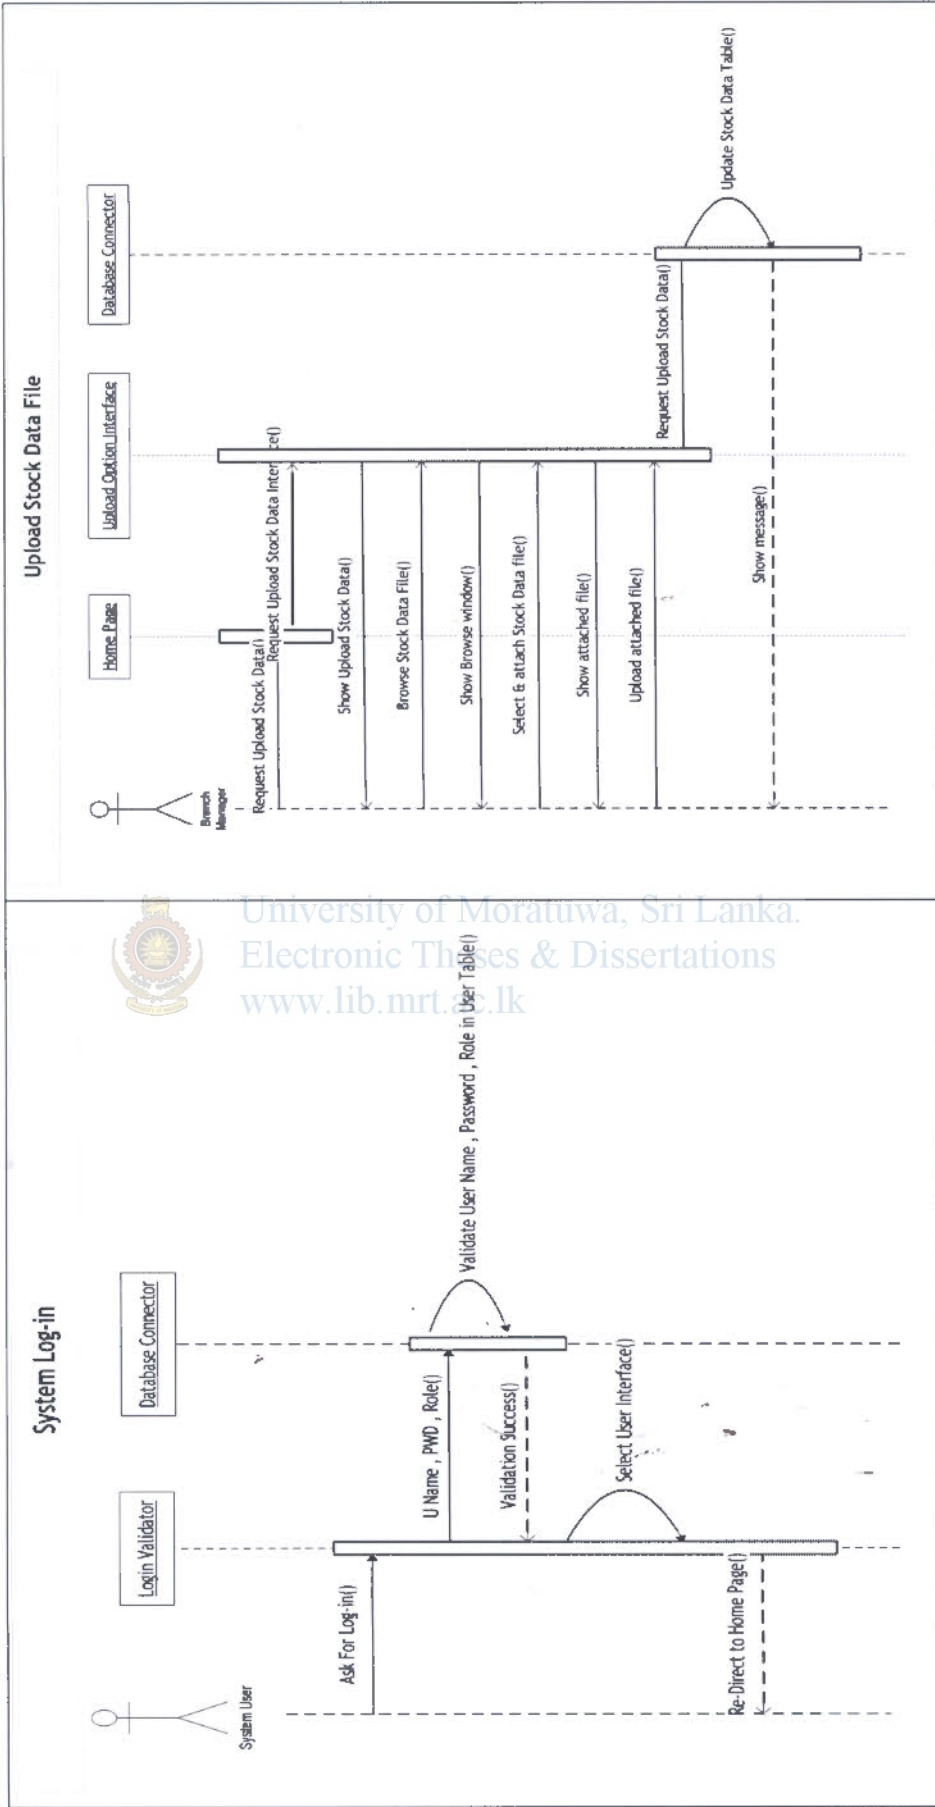 System Log-in
System User
Login Validator
Database Connector
Ask For Log-in()
U Name , PWD , Role()
Validate User Name , Password , Role in User Table()
Validation Success()
Select User Interface()
Re-Direct to Home Page()
Upload Stock Data File
Branch
Manager
Home Page
Upload Option Interface
Database Connector
Request Upload Stock Data()
Request Upload Stock Data Interface()
Show Upload Stock Data()
Browse Stock Data File()
Show Browse window()
Select & attach Stock Data file()
Show attached file()
Upload attached file()
Request Upload Stock Data()
Update Stock Data Table()
Show message()
University of Moratuwa, Sri Lanka.
Electronic Theses & Dissertations
www.lib.mrt.ac.lk